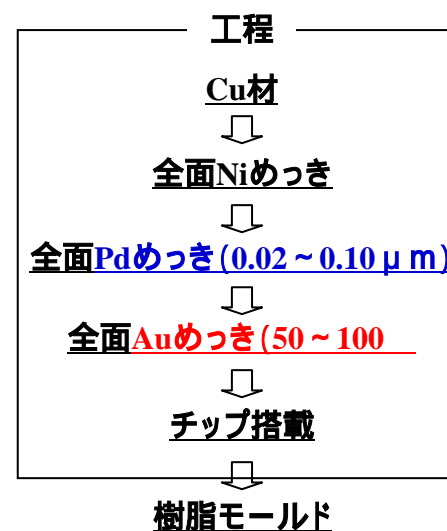 工程
Cu材
全面Niめっき
全面Pdめっき(0.02~0.10μm)
全面Auめっき(50~100
チップ搭載
樹脂モールド